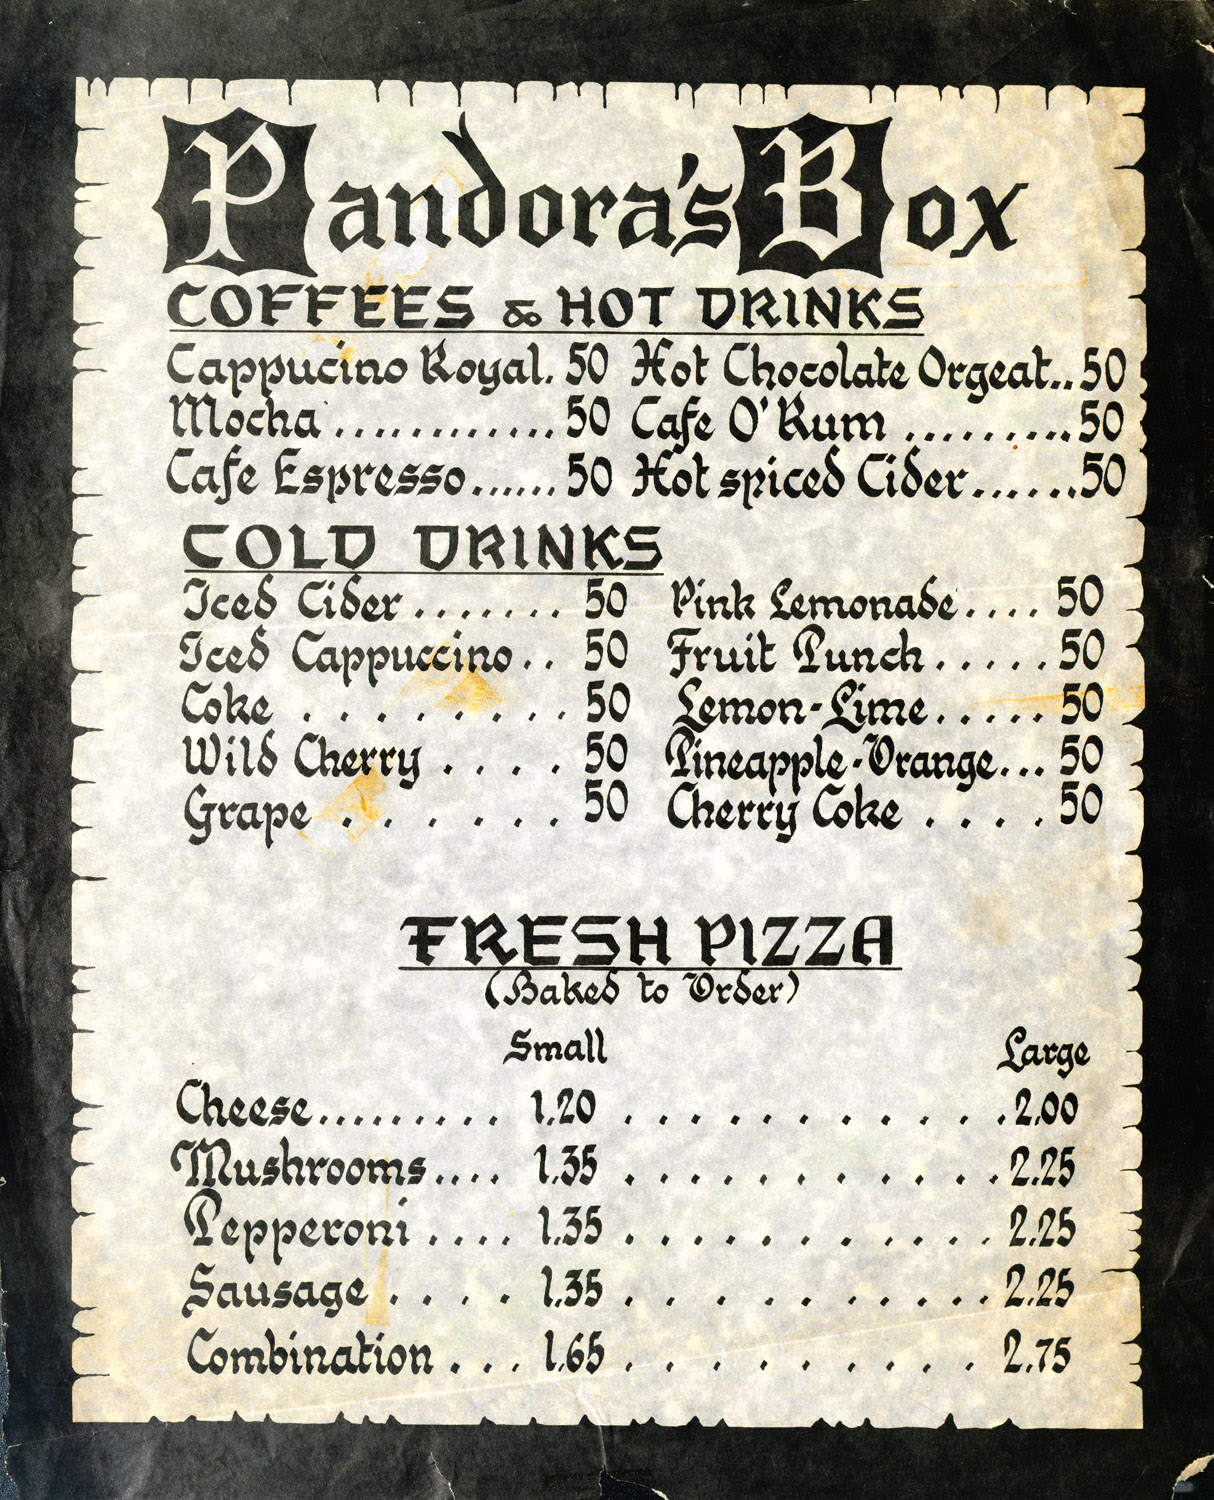 Pandora's Box
COFFEES & HOT DRINKS
Cappucino Royal. 50 Hot Chocolate Orgeat..50
Mocha ............ 50 Cafe O'Rum ..........50
Cafe Espresso...... 50 Hot spiced Cider.......50
COLD DRINKS
Iced Cider ....... 50 Pink Lemonade.... 50
Iced Cappuccino.. 50 Fruit Punch ..... 50
Coke ......... 50 Lemon-Lime..... 50
Wild Cherry .... 50 Pineapple-Orange... 50
Grape ....... 50 Cherry Coke .... 50
FRESH PIZZA
(Baked to Order)
Small Large
Cheese......... 1.20 ............ 2.00
Mushrooms.... 1.35 ............ 2.25
Pepperoni .... 1.35 ........... 2.25
Sausage .... 1.35 ............ 2.25
Combination ... 1.65 ........... 2.75